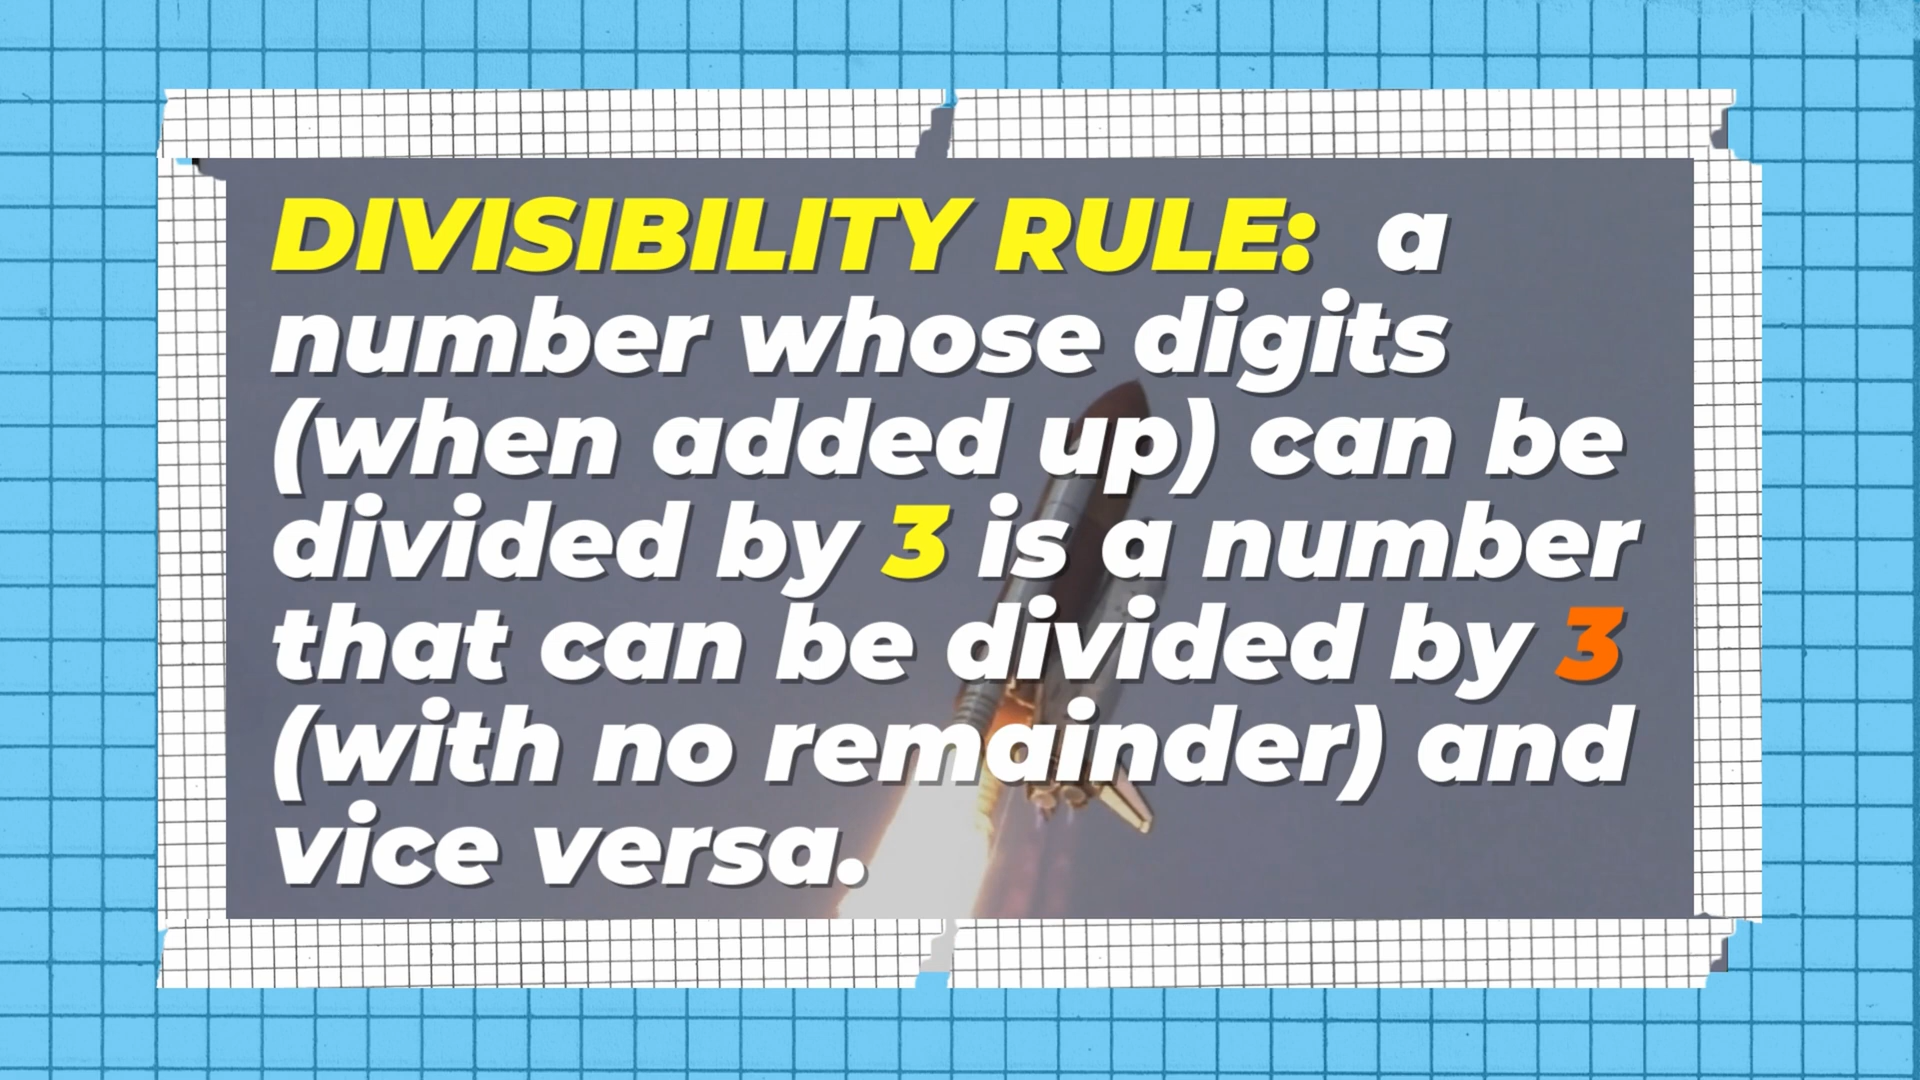 DIVISIBILITY RULE: a
number whose digits
(when added up) can be
divided by 3 is a number
that can be divided by 3
(with no remainder) and
vice versa.